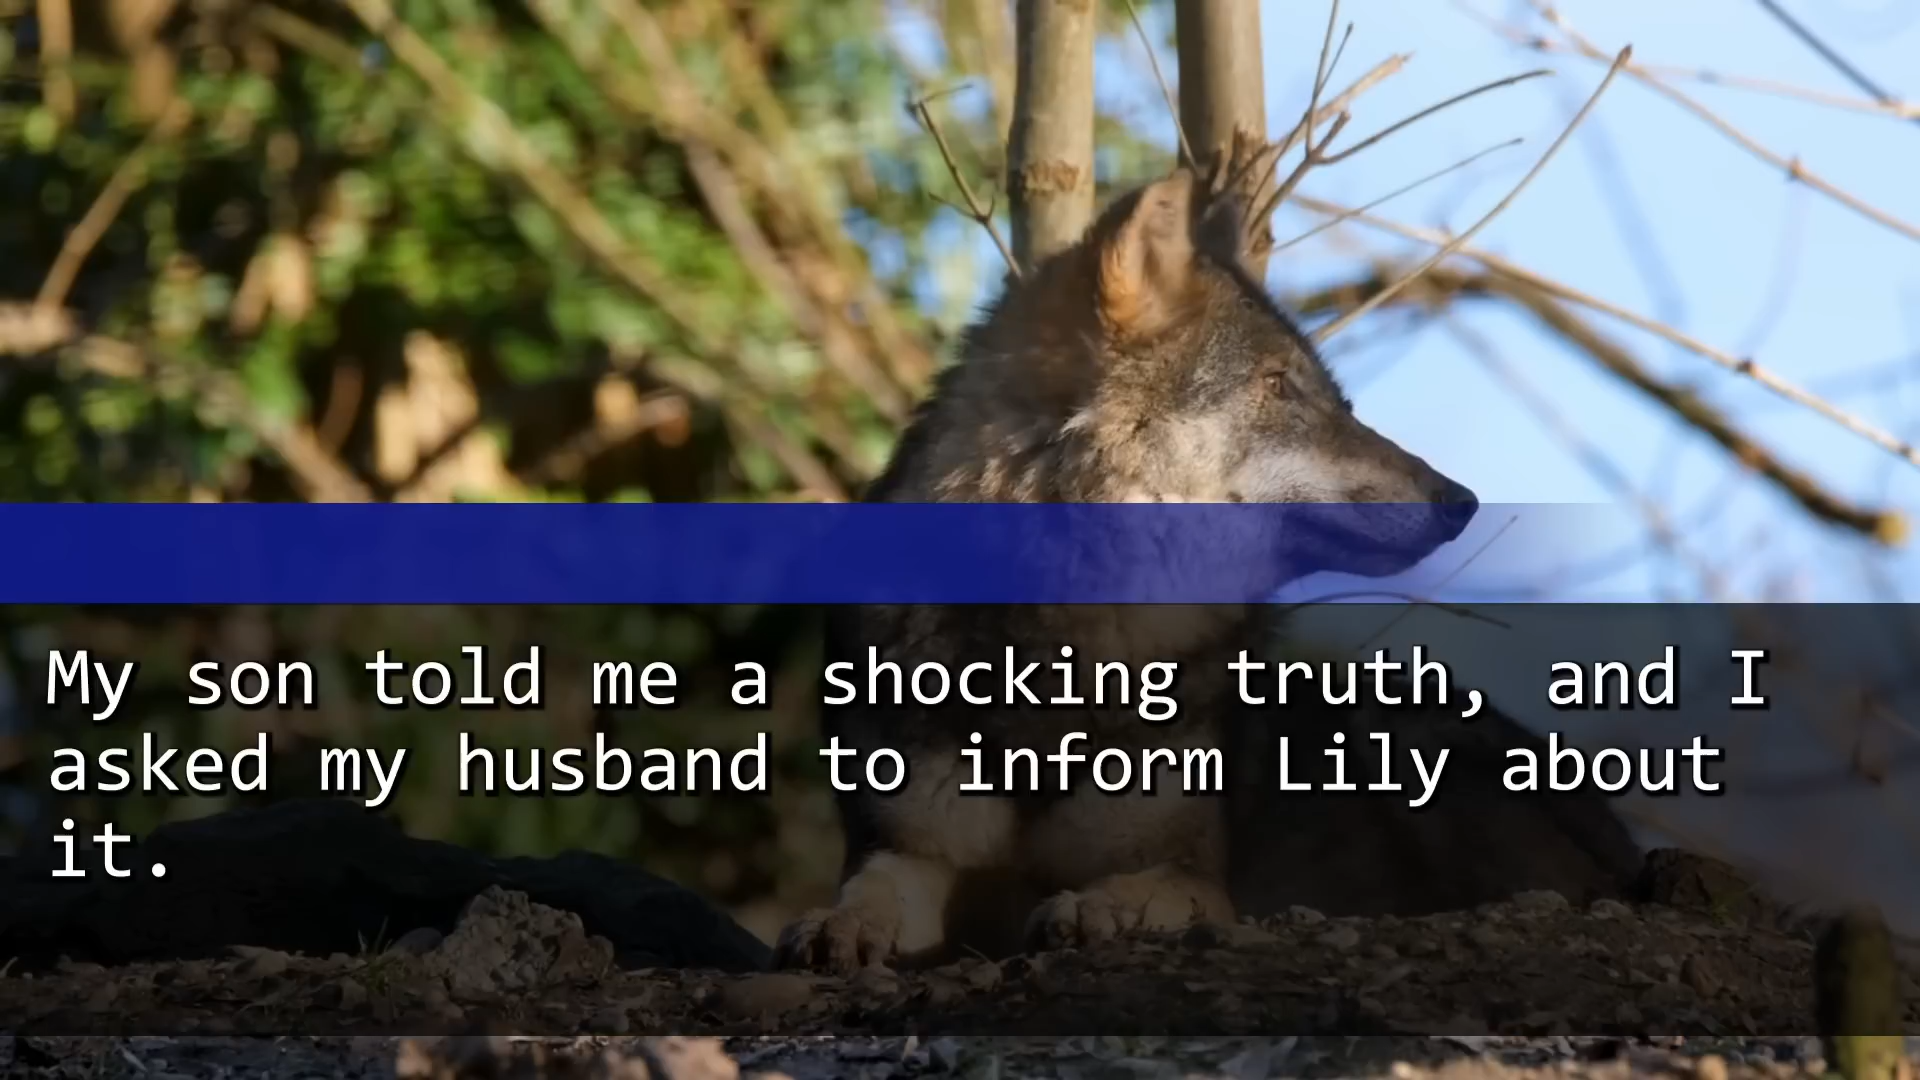 My son told me a shocking truth, and I
asked my husband to inform Lily about
it.